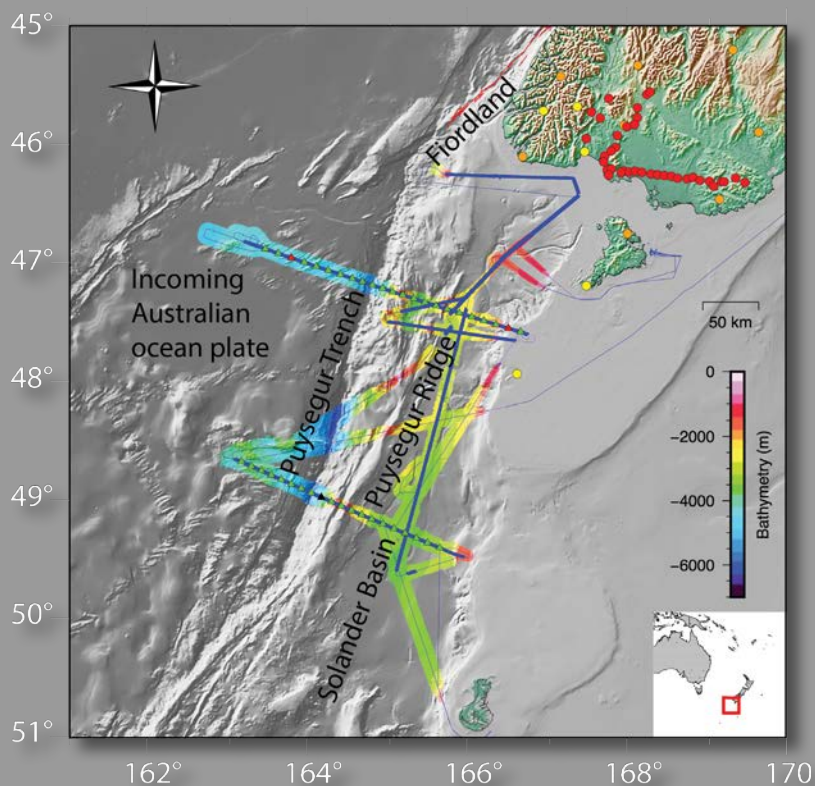 45°
46°
47°
48°
49°
50°
51°
Fiordland
Incoming
Australian
ocean plate
Puysegur Trench
Puysegur Ridge
Solander Basin
50 km
0
−2000
−4000
−6000
Bathymetry (m)
162°
164°
166°
168°
170